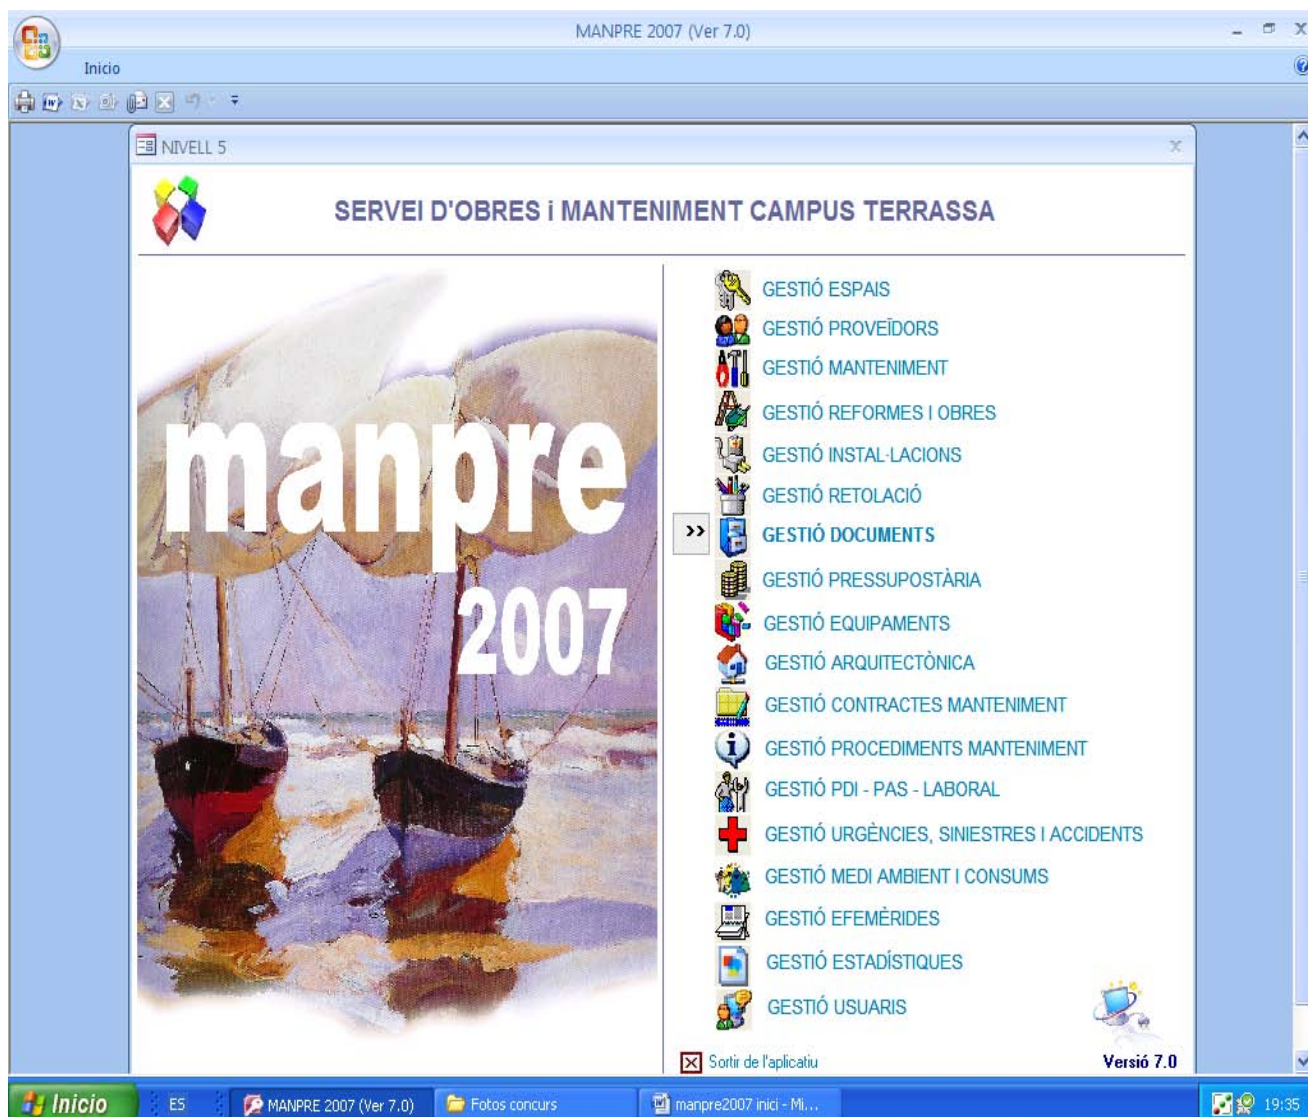 MANPRE 2007 (Ver 7.0)
Inicio
NIVELL 5
SERVEI D'OBRES i MANTENIMENT CAMPUS TERRASSA
manpre
2007
GESTIÓ ESPAIS
GESTIÓ PROVEÏDORS
GESTIÓ MANTENIMENT
GESTIÓ REFORMES I OBRES
GESTIÓ INSTAL·LACIONS
GESTIÓ RETOLACIÓ
>> GESTIÓ DOCUMENTS
GESTIÓ PRESSUPOSTÀRIA
GESTIÓ EQUIPAMENTS
GESTIÓ ARQUITECTÒNICA
GESTIÓ CONTRACTES MANTENIMENT
GESTIÓ PROCEDIMENTS MANTENIMENT
GESTIÓ PDI - PAS - LABORAL
GESTIÓ URGÈNCIES, SINIESTRES I ACCIDENTS
GESTIÓ MEDI AMBIENT I CONSUMS
GESTIÓ EFEMÈRIDES
GESTIÓ ESTADÍSTIQUES
GESTIÓ USUARIS
Sortir de l'aplicatiu
Versió 7.0
Inicio ES MANPRE 2007 (Ver 7.0) Fotos concurs manpre2007 inici - Mi... 19:35